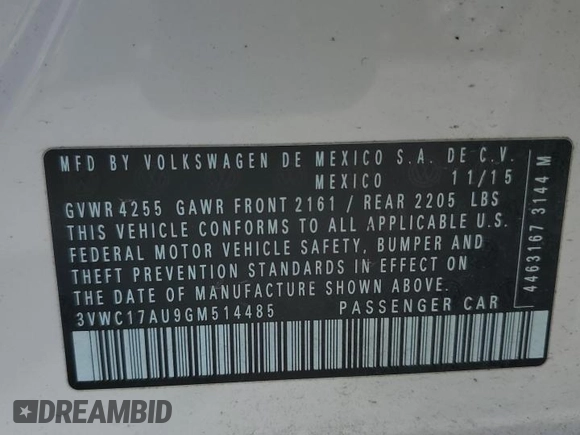 MFD BY VOLKSWAGEN DE MEXICO S.A. DE C.V.
MEXICO 11/15
GVWR 4255 GAWR FRONT 2161 / REAR 2205 LBS
THIS VEHICLE CONFORMS TO ALL APPLICABLE U.S.
FEDERAL MOTOR VEHICLE SAFETY, BUMPER AND
THEFT PREVENTION STANDARDS IN EFFECT ON
THE DATE OF MANUFACTURE SHOWN ABOVE.
3VWC17AU9GM514485 PASSENGER CAR
4463167 3144 M
DREAMBID